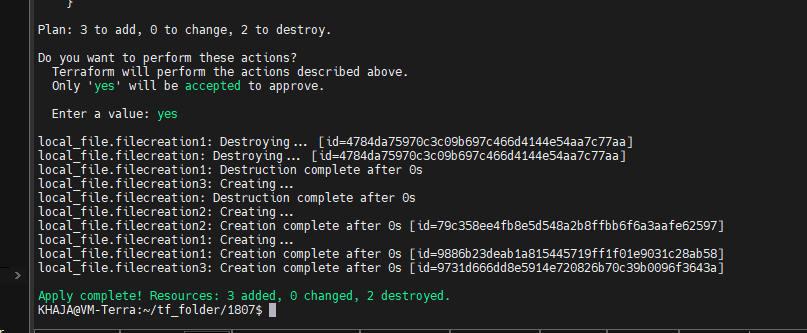 }
Plan: 3 to add, 0 to change, 2 to destroy.
Do you want to perform these actions?
Terraform will perform the actions described above.
Only 'yes' will be accepted to approve.
Enter a value: yes
local_file.filecreation1: Destroying... [id=4784da75970c3c09b697c466d4144e54aa7c77aa]
local_file.filecreation: Destroying... [id=4784da75970c3c09b697c466d4144e54aa7c77aa]
local_file.filecreation1: Destruction complete after 0s
local_file.filecreation3: Creating...
local_file.filecreation: Destruction complete after 0s
local_file.filecreation2: Creating...
local_file.filecreation2: Creation complete after 0s [id=79c358ee4fb8e5d548a2b8ffbb6f6a3aafe62597]
local_file.filecreation1: Creating...
local_file.filecreation1: Creation complete after 0s [id=9886b23deab1a815445719ff1f01e9031c28ab58]
local_file.filecreation3: Creation complete after 0s [id=9731d666dd8e5914e720826b70c39b0096f3643a]
Apply complete! Resources: 3 added, 0 changed, 2 destroyed.
KHAJA@VM-Terra:~/tf_folder/1807$